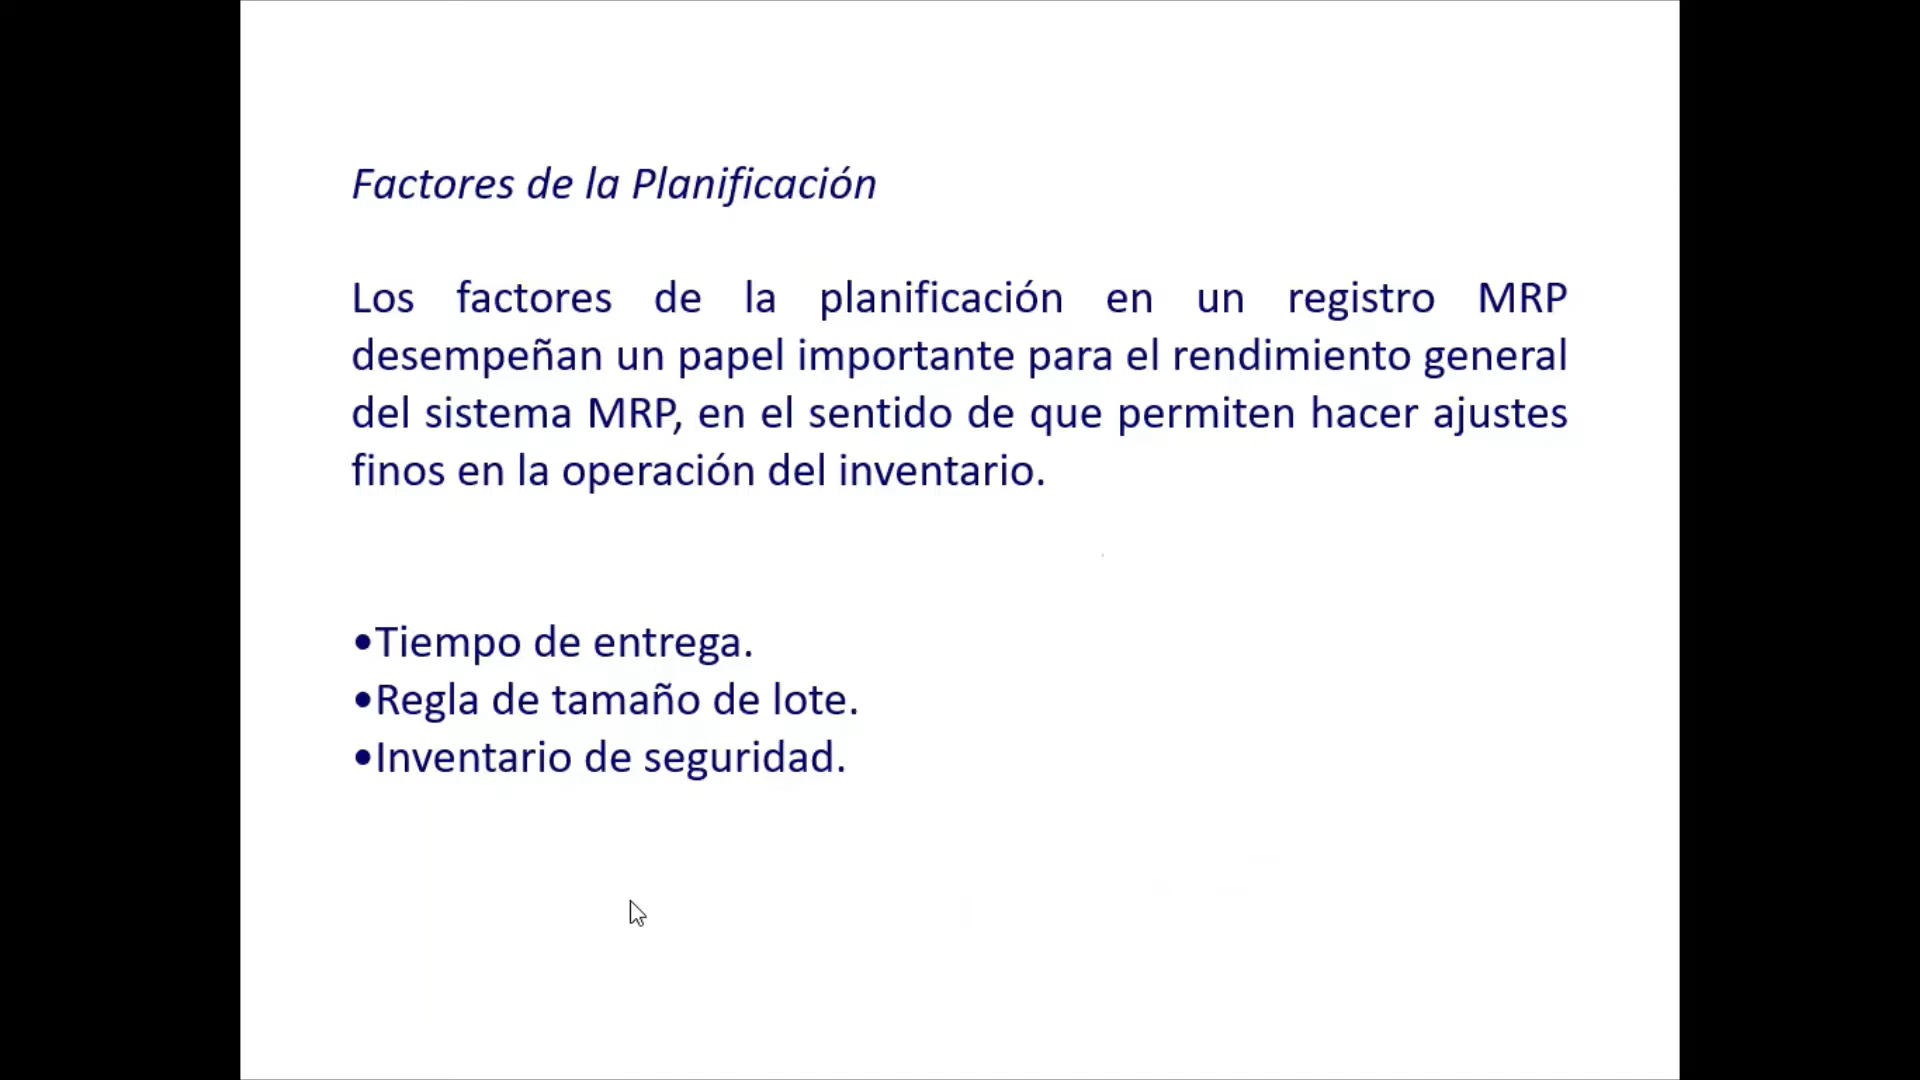 Factores de la Planificación
Los factores de la planificación en un registro MRP
desempeñan un papel importante para el rendimiento general
del sistema MRP, en el sentido de que permiten hacer ajustes
finos en la operación del inventario.
•Tiempo de entrega.
•Regla de tamaño de lote.
•Inventario de seguridad.